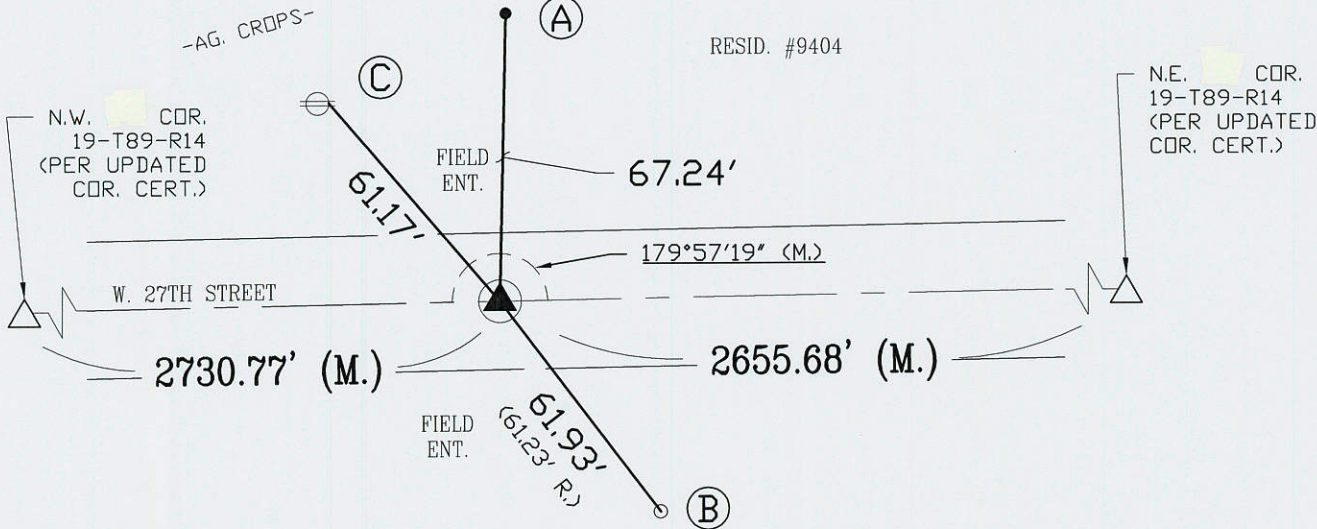 -AG. CROPS-
A
RESID. #9404
C
N.W. COR.
19-T89-R14
(PER UPDATED
COR. CERT.)
N.E. COR.
19-T89-R14
(PER UPDATED
COR. CERT.)
FIELD
ENT.
67.24'
61.17'
179°57'19" (M.)
W. 27TH STREET
2730.77' (M.)
2655.68' (M.)
FIELD
ENT.
61.93'
(61.23' R.)
B